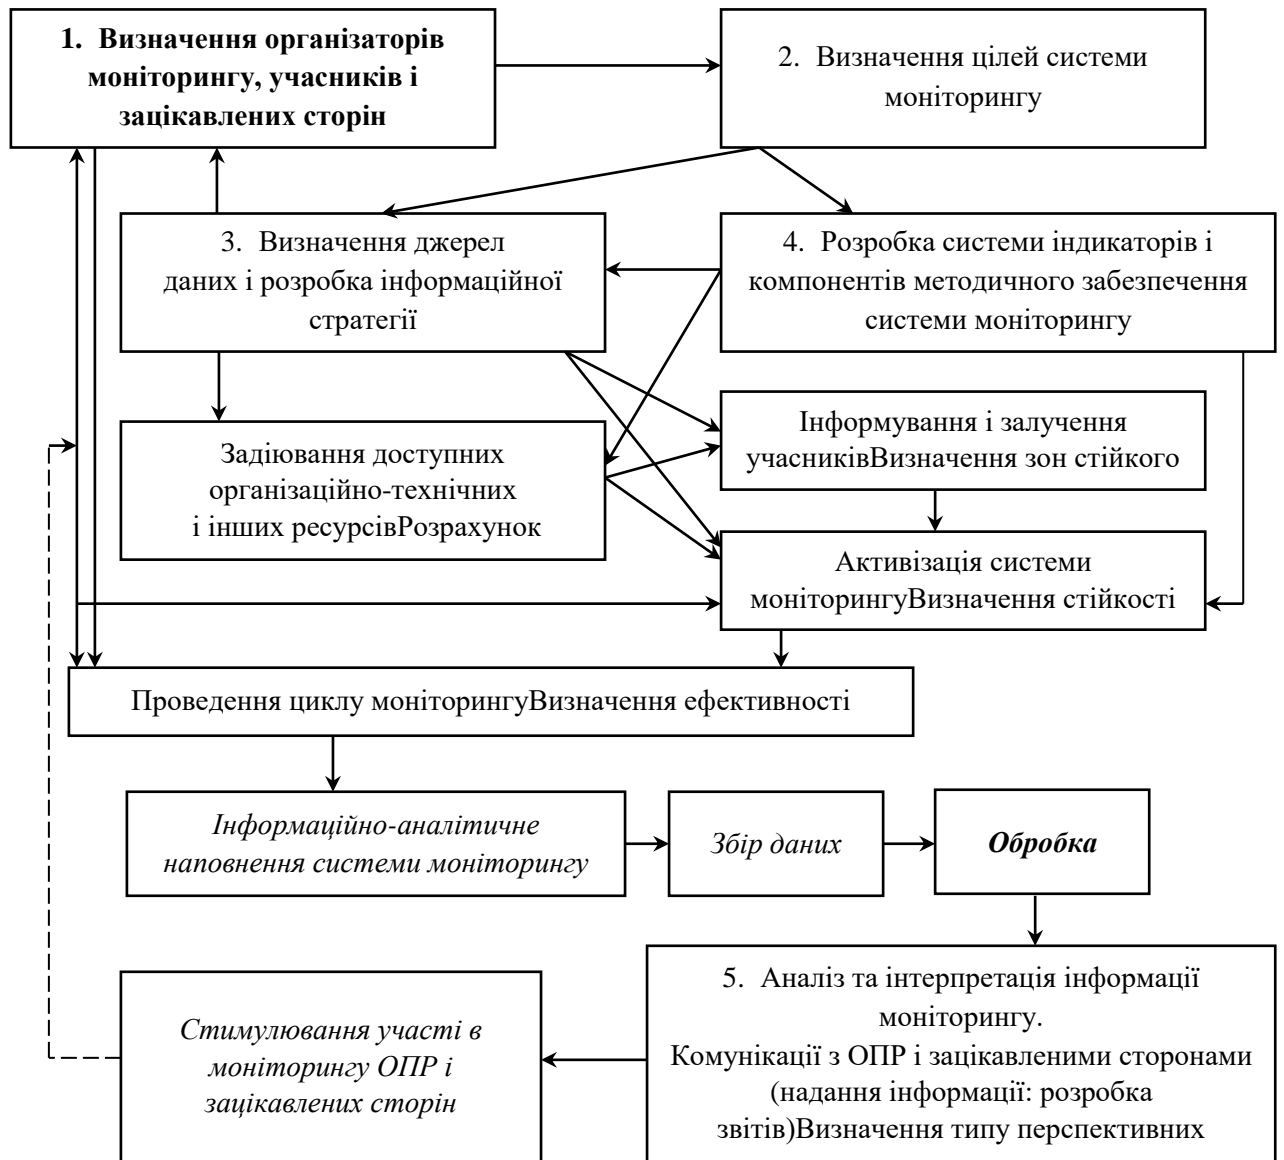 1. Визначення організаторів
моніторингу, учасників і
зацікавлених сторін
2. Визначення цілей системи
моніторингу
3. Визначення джерел
даних і розробка інформаційної
стратегії
4. Розробка системи індикаторів і
компонентів методичного забезпечення
системи моніторингу
Задіювання доступних
організаційно-технічних
і інших ресурсівРозрахунок
Інформування і залучення
учасниківВизначення зон стійкого
Активізація системи
моніторингуВизначення стійкості
Проведення циклу моніторингуВизначення ефективності
Інформаційно-аналітичне
наповнення системи моніторингу
Збір даних
Обробка
Стимулювання участі в
моніторингу ОПР і
зацікавлених сторін
5. Аналіз та інтерпретація інформації
моніторингу.
Комунікації з ОПР і зацікавленими сторонами
(надання інформації: розробка
звітів)Визначення типу перспективних